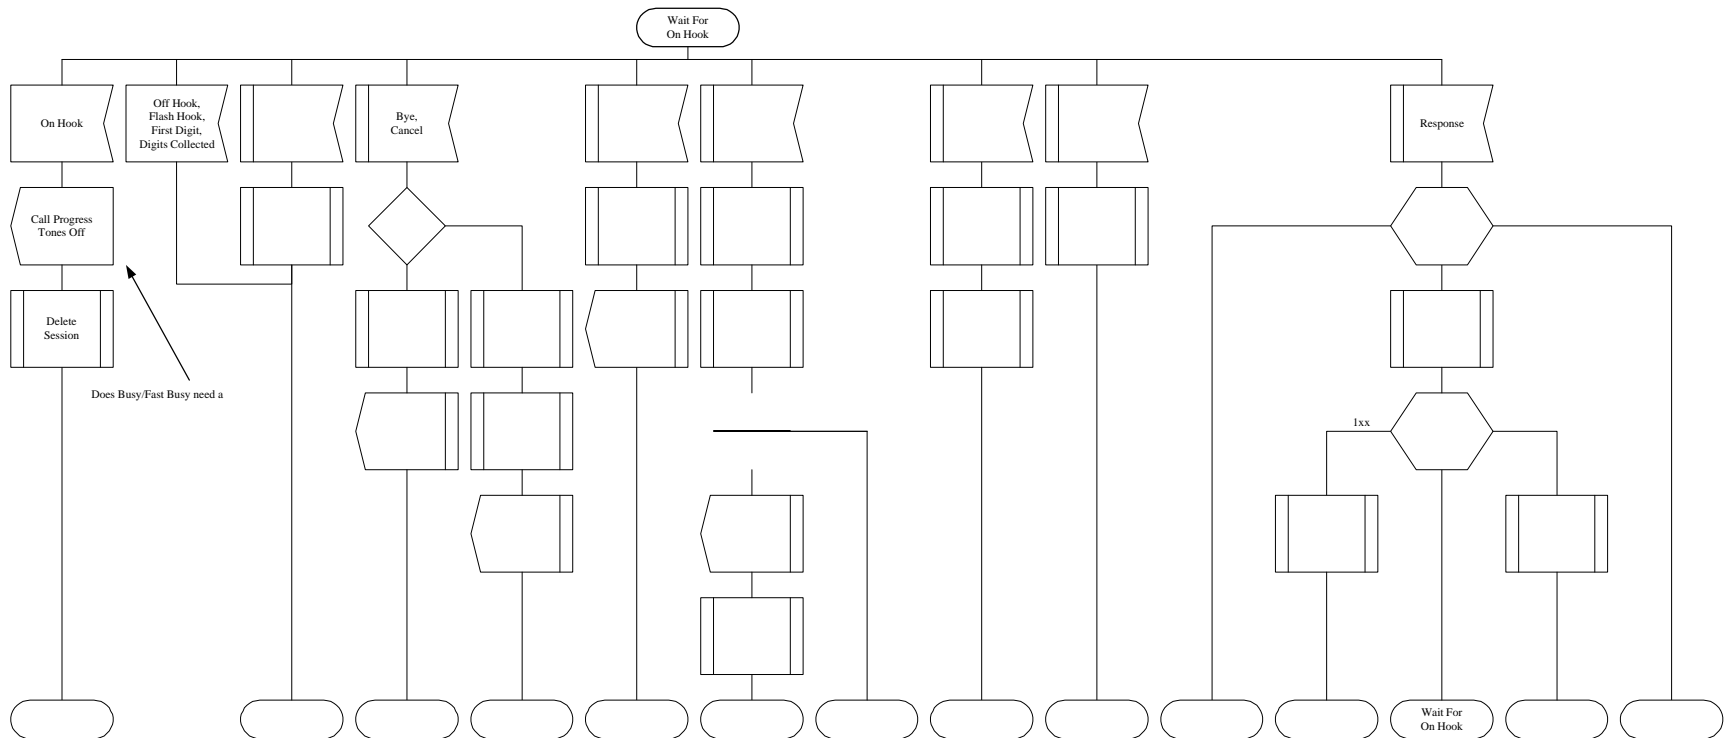 Wait For
On Hook
On Hook
Off Hook,
Flash Hook,
First Digit,
Digits Collected
Bye,
Cancel
Response
Call Progress
Tones Off
Delete
Session
Does Busy/Fast Busy need a
1xx
Wait For
On Hook